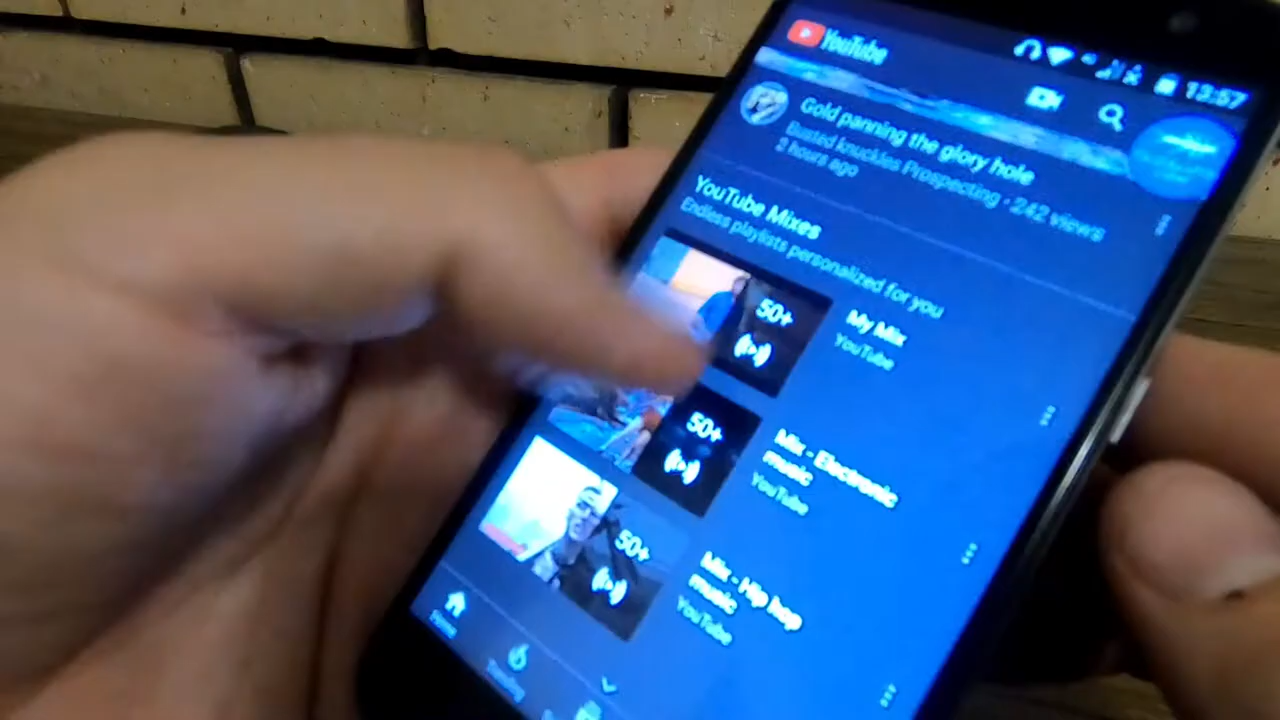 YouTube
13:57
Gold panning the glory hole
Busted knuckles Prospecting · 242 views
2 hours ago
YouTube Mixes
Endless playlists personalized for you
50+
My Mix
YouTube
50+
Mix - Electronic
music
YouTube
50+
Mix - Hip hop
music
YouTube
Home
Trending